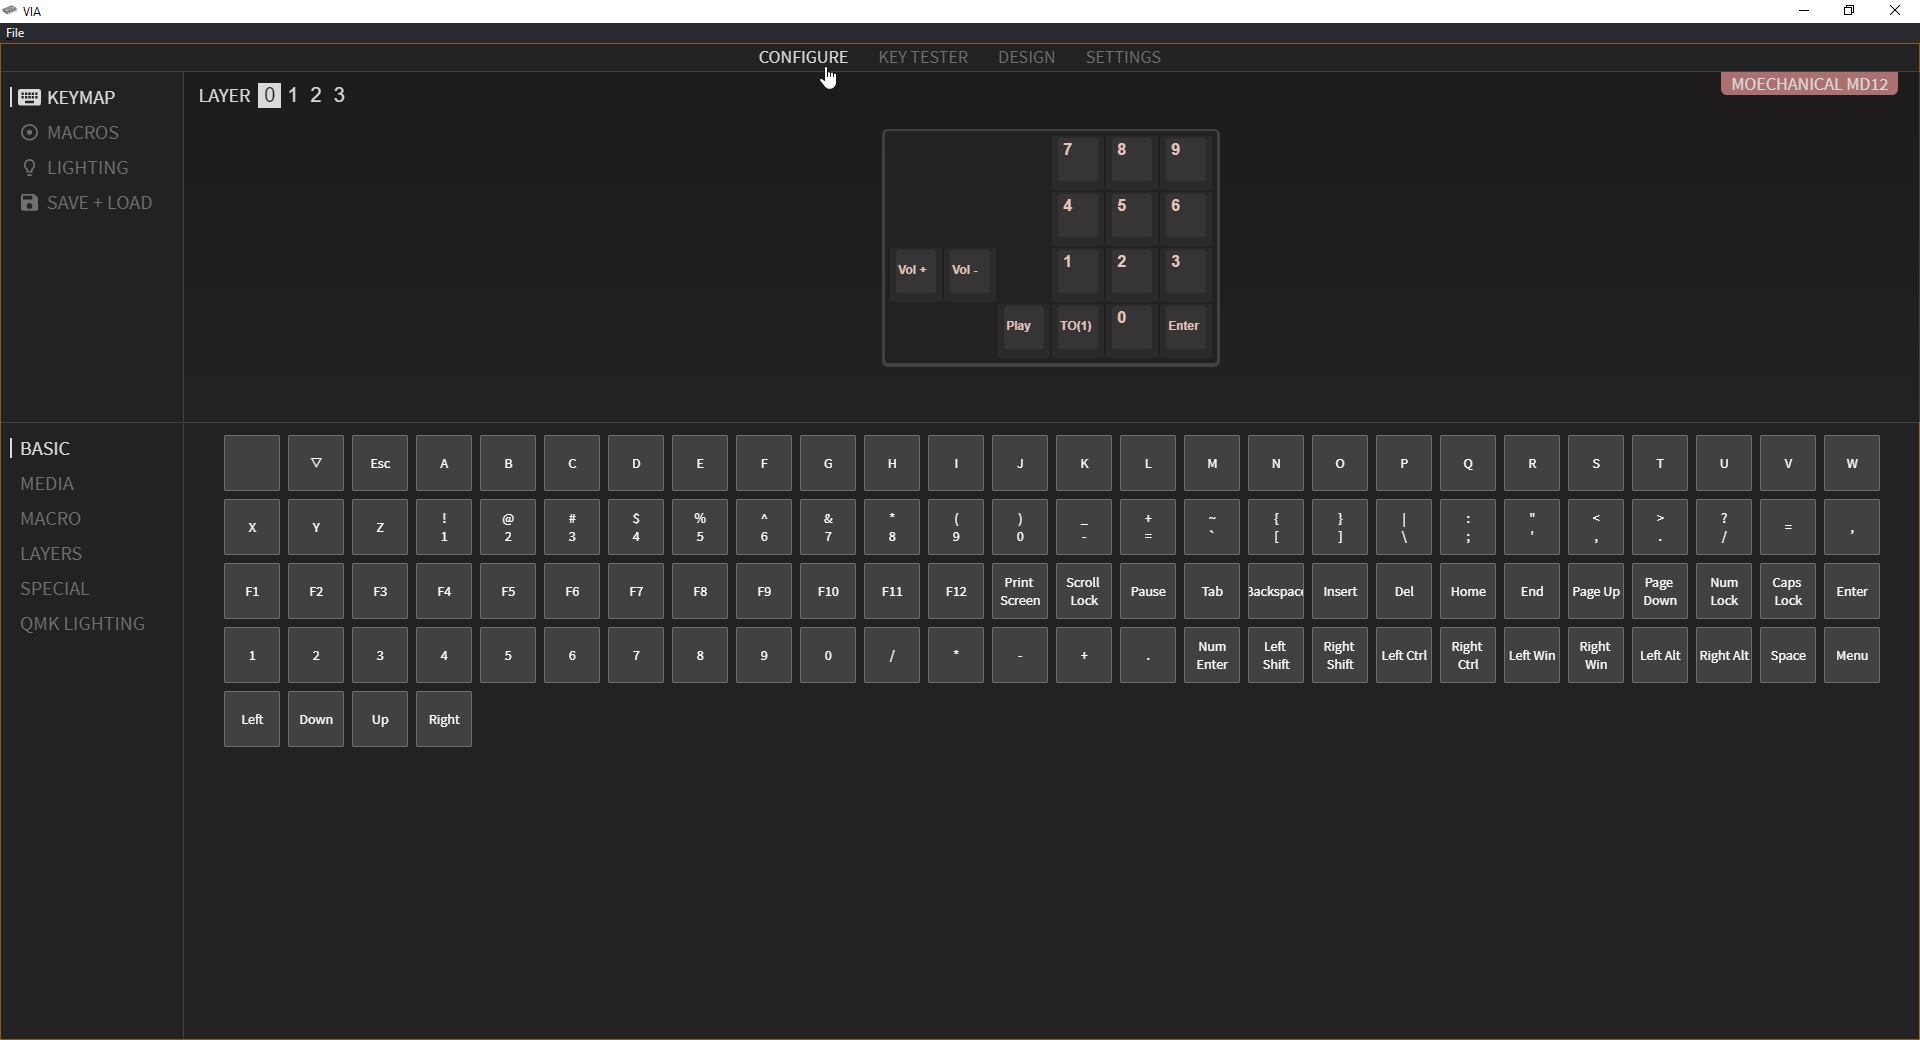 VIA
File
CONFIGURE KEY TESTER DESIGN SETTINGS
KEYMAP
MACROS
LIGHTING
SAVE + LOAD
LAYER 0 1 2 3
MOECHANICAL MD12
7 8 9
4 5 6
Vol + Vol - 1 2 3
Play TO(1) 0 Enter
BASIC
MEDIA
MACRO
LAYERS
SPECIAL
QMK LIGHTING
▽ Esc A B C D E F G H I J K L M N O P Q R S T U V W
X Y Z ! @ # $ % ^ & * ( ) _ + ~ { } | : " < > ? = ,
1 2 3 4 5 6 7 8 9 0 - = ` [ ] \ ; ' , . /
F1 F2 F3 F4 F5 F6 F7 F8 F9 F10 F11 F12 Print Scroll Pause Tab Backspac Insert Del Home End Page Up Page Num Caps Enter
Screen Lock Down Lock Lock
1 2 3 4 5 6 7 8 9 0 / * - + . Num Left Right Left Ctrl Right Left Win Right Left Alt Right Alt Space Menu
Enter Shift Shift Ctrl Win
Left Down Up Right